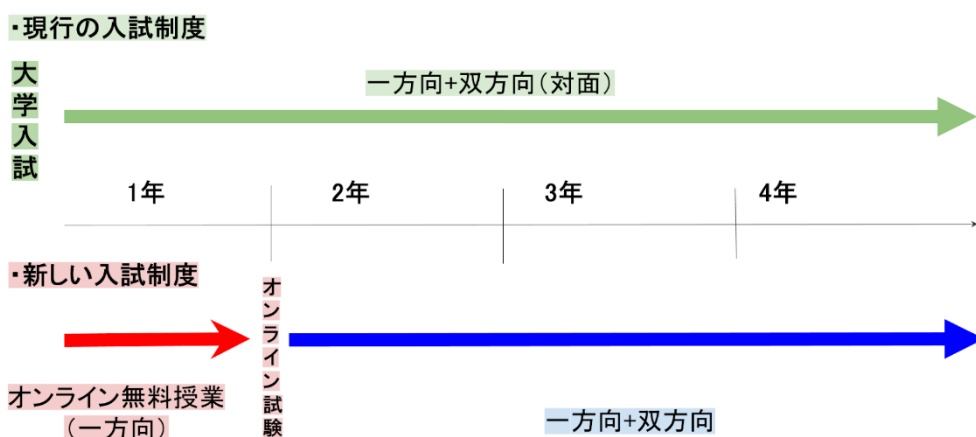 ・現行の入試制度
大学入試
一方向+双方向(対面)
1年
2年
3年
4年
・新しい入試制度
オンライン試験
オンライン無料授業
(一方向)
一方向+双方向